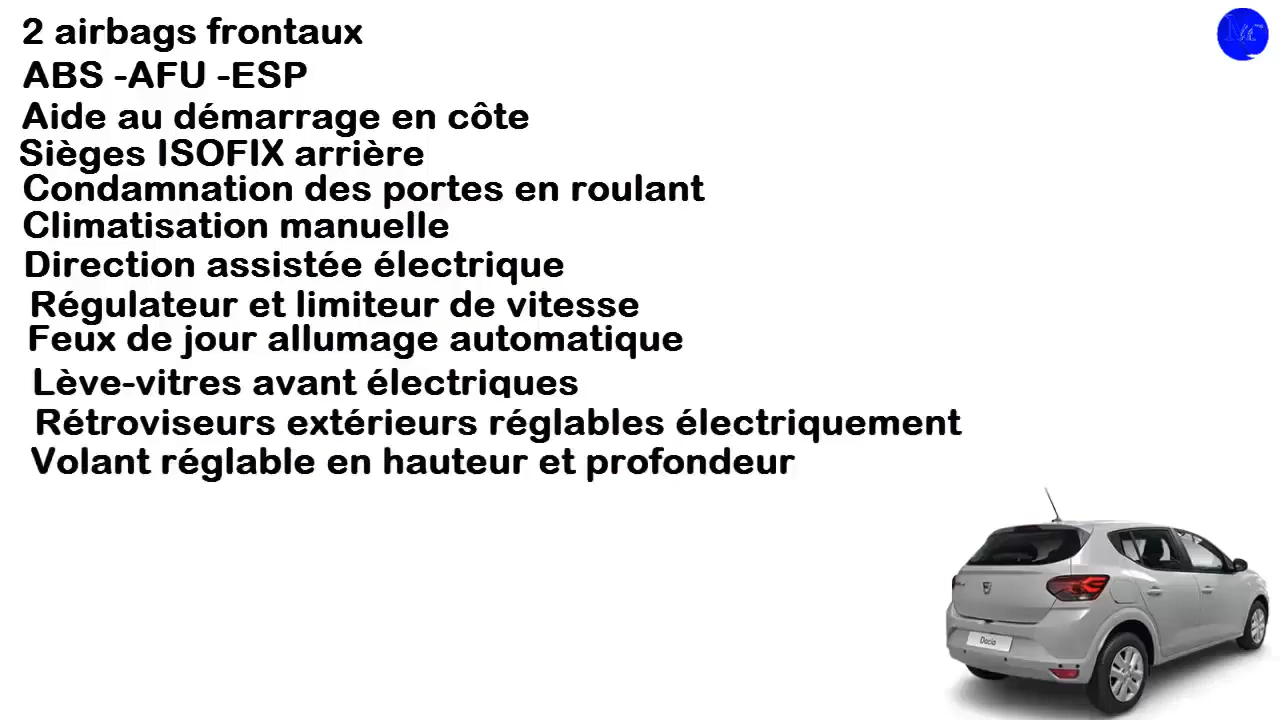 2 airbags frontaux
ABS -AFU -ESP
Aide au démarrage en côte
Sièges ISOFIX arrière
Condamnation des portes en roulant
Climatisation manuelle
Direction assistée électrique
Régulateur et limiteur de vitesse
Feux de jour allumage automatique
Lève-vitres avant électriques
Rétroviseurs extérieurs réglables électriquement
Volant réglable en hauteur et profondeur
Dacia